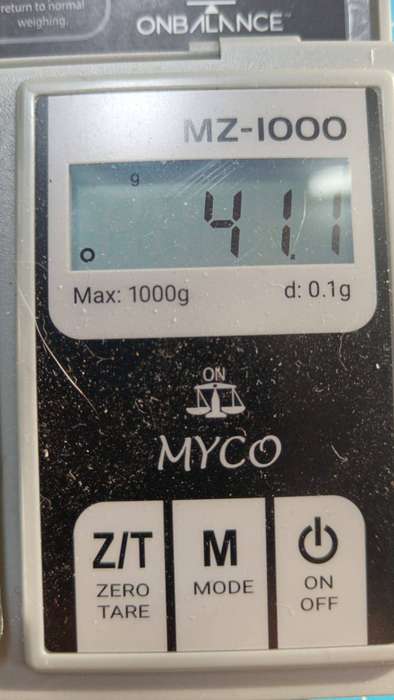 return to normal
weighing.
ONBALANCE™
MZ-1000
g
41.1
Max: 1000g
d: 0.1g
ON
MYCO
Z/T
ZERO
TARE
M
MODE
ON
OFF